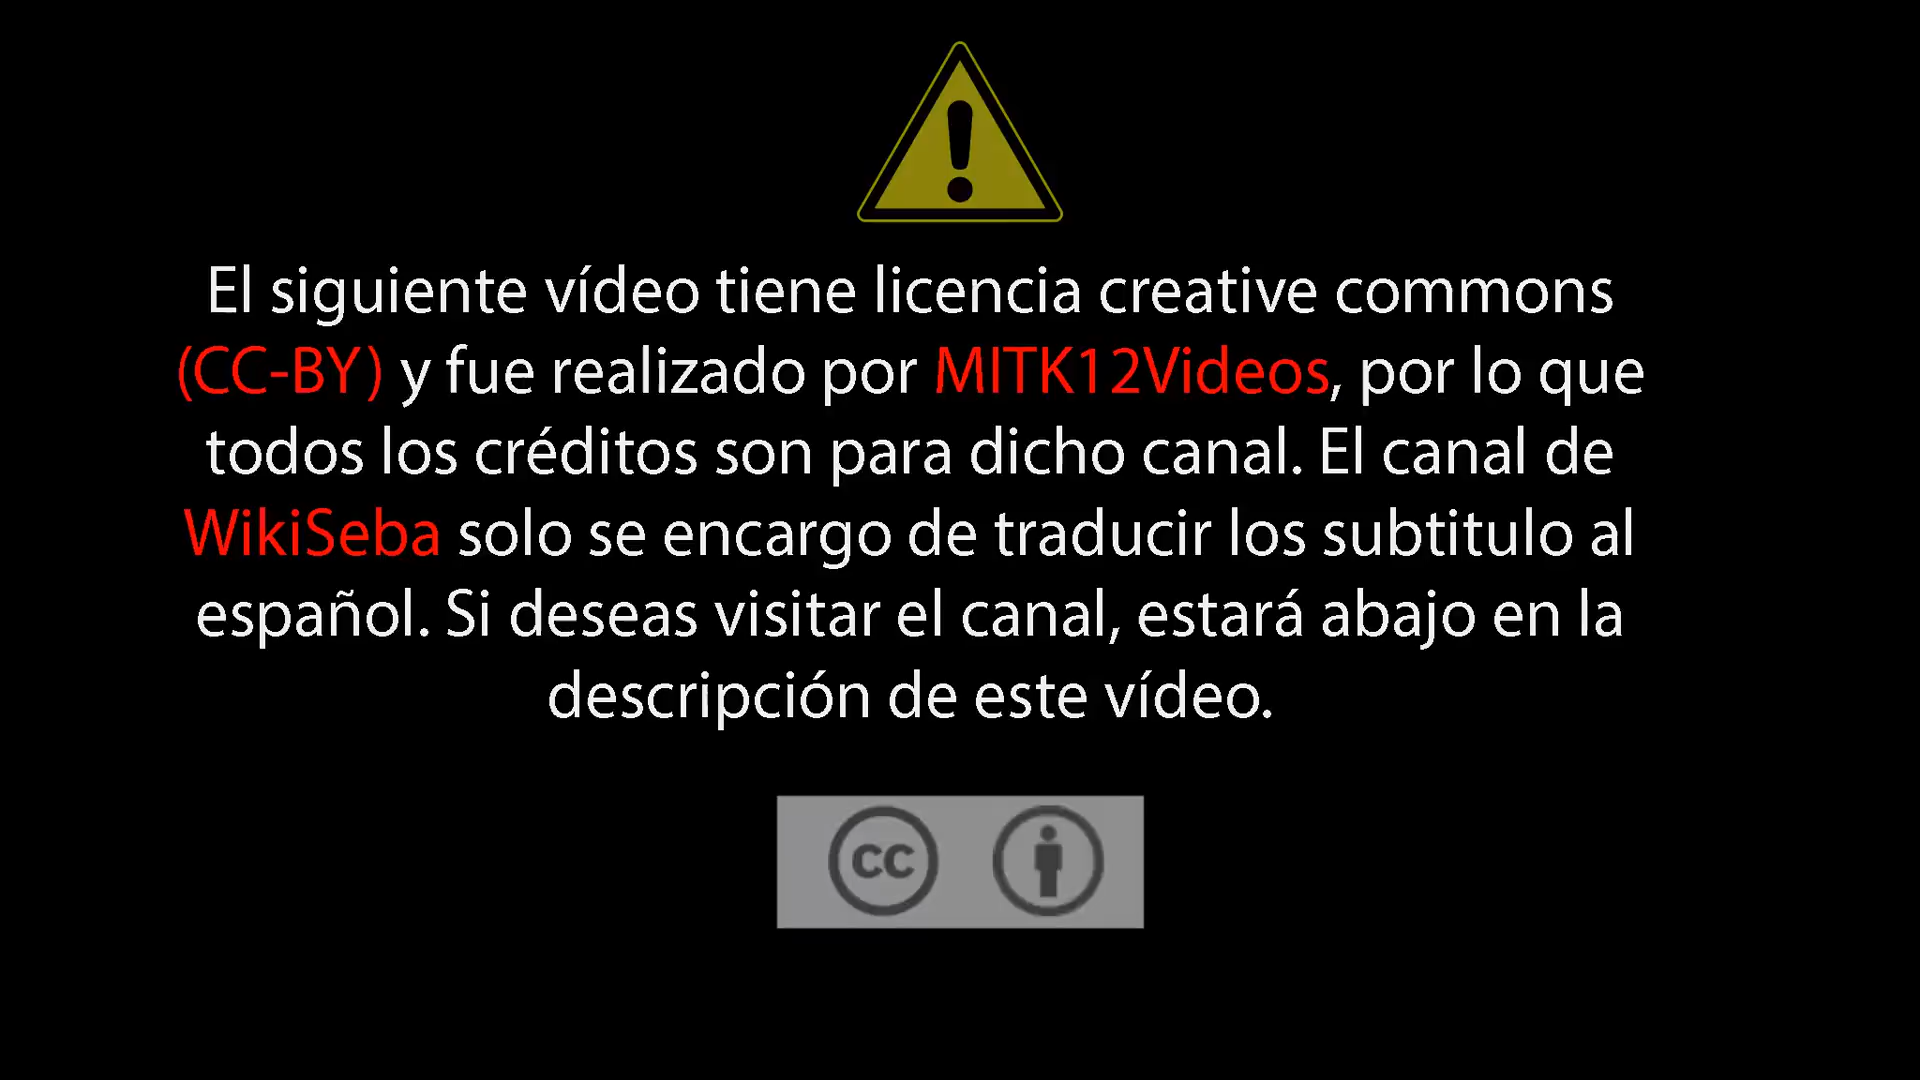 El siguiente vídeo tiene licencia creative commons
(CC-BY) y fue realizado por MITK12Videos, por lo que
todos los créditos son para dicho canal. El canal de
WikiSeba solo se encargo de traducir los subtitulo al
español. Si deseas visitar el canal, estará abajo en la
descripción de este vídeo.
cc